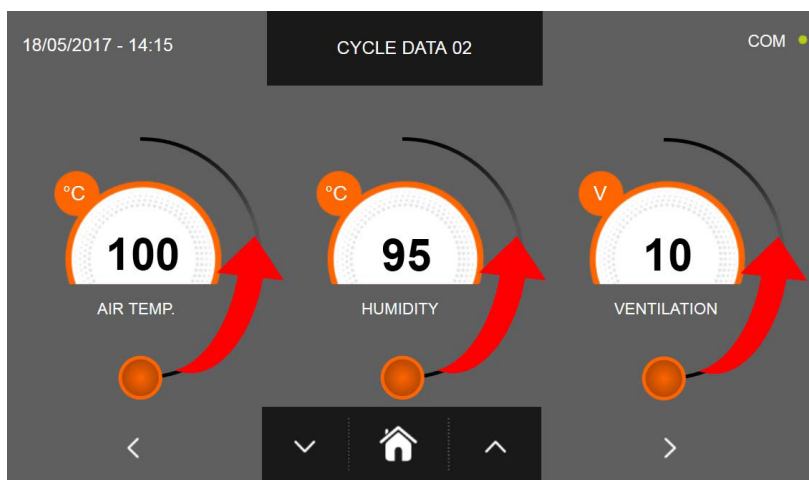 18/05/2017 - 14:15
CYCLE DATA 02
COM
°C
°C
V
100
95
10
AIR TEMP.
HUMIDITY
VENTILATION